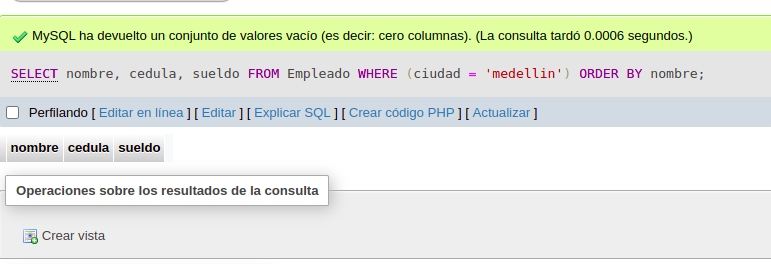 MySQL ha devuelto un conjunto de valores vacío (es decir: cero columnas). (La consulta tardó 0.0006 segundos.)
SELECT nombre, cedula, sueldo FROM Empleado WHERE (ciudad = 'medellin') ORDER BY nombre;
Perfilando [ Editar en línea ] [ Editar ] [ Explicar SQL ] [ Crear código PHP ] [ Actualizar ]
nombre cedula sueldo
Operaciones sobre los resultados de la consulta
Crear vista